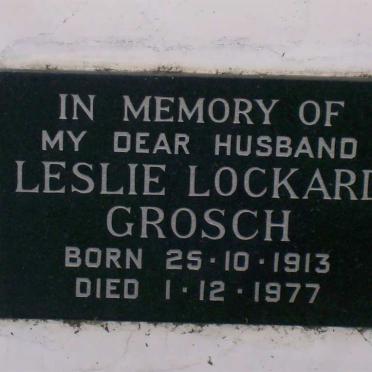 IN MEMORY OF
MY DEAR HUSBAND
LESLIE LOCKARD
GROSCH
BORN 25·10·1913
DIED 1·12·1977